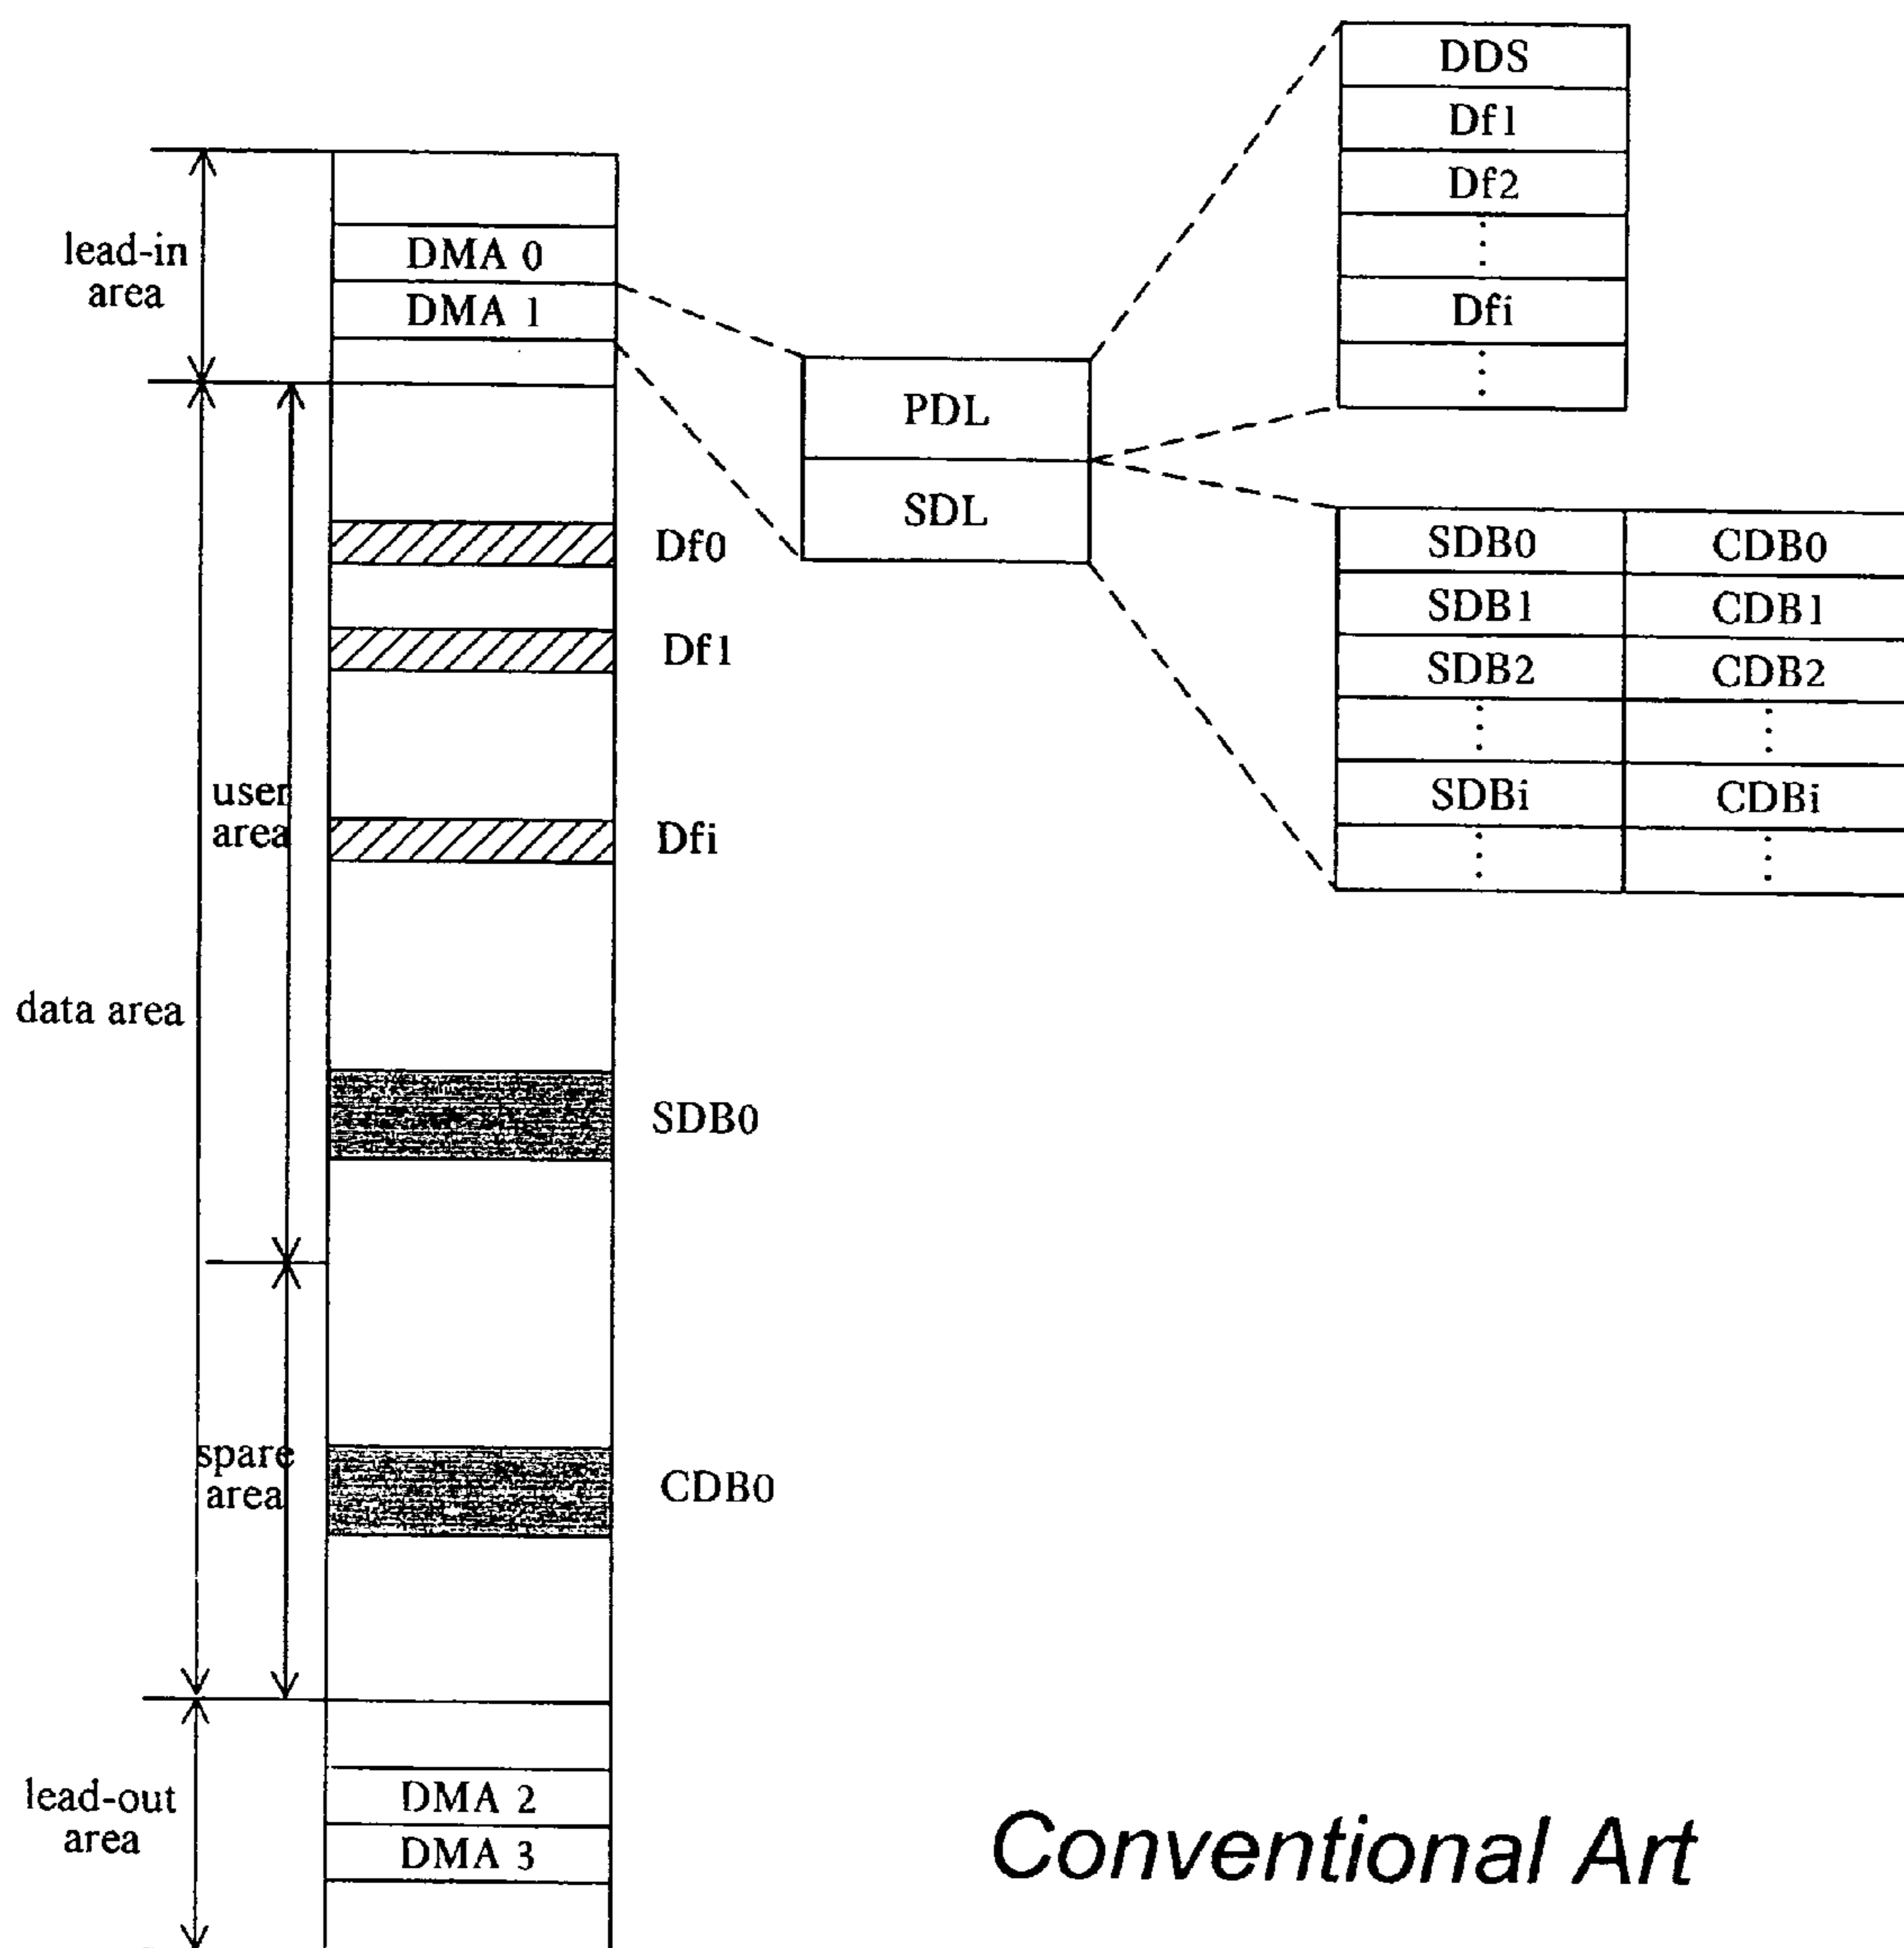 lead-in
area
data area
user
area
spare
area
lead-out
area
DMA 0
DMA 1
Df0
Df1
Dfi
SDB0
CDB0
DMA 2
DMA 3
PDL
SDL
DDS
Df1
Df2
⋮
Dfi
⋮
SDB0 CDB0
SDB1 CDB1
SDB2 CDB2
⋮ ⋮
SDBi CDBi
⋮ ⋮
Conventional Art